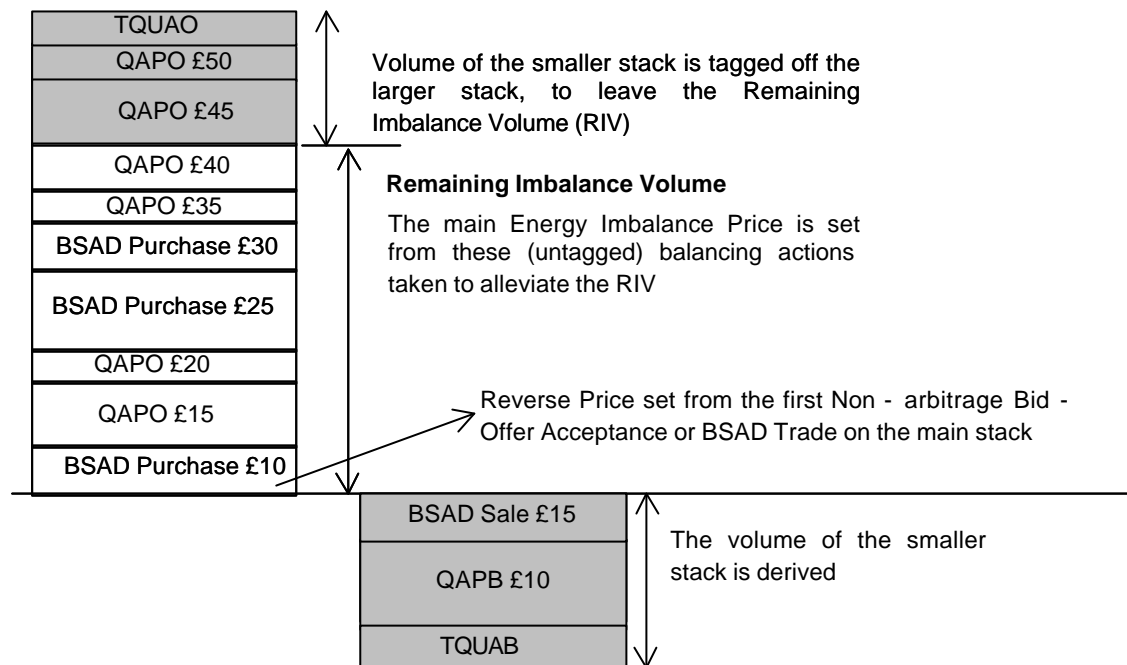 TQUAO
QAPO £50
QAPO £45
QAPO £40
QAPO £35
BSAD Purchase £30
BSAD Purchase £25
QAPO £20
QAPO £15
BSAD Purchase £10
Volume of the smaller stack is tagged off the
larger stack, to leave the Remaining
Imbalance Volume (RIV)
Remaining Imbalance Volume
The main Energy Imbalance Price is set
from these (untagged) balancing actions
taken to alleviate the RIV
Reverse Price set from the first Non - arbitrage Bid -
Offer Acceptance or BSAD Trade on the main stack
BSAD Sale £15
QAPB £10
TQUAB
The volume of the smaller
stack is derived